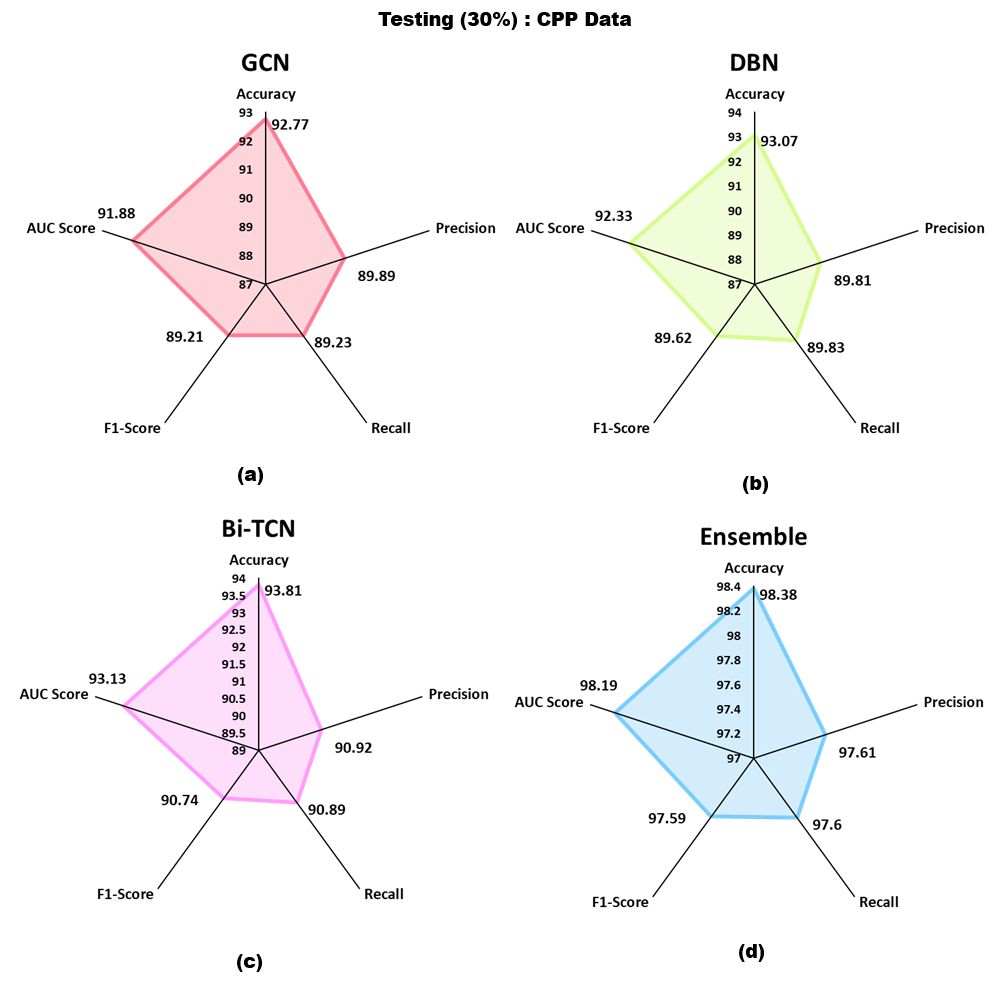 Testing (30%) : CPP Data
GCN
Accuracy
93
92.77
92
91
90
89
88
87
AUC Score
91.88
Precision
89.89
89.21
89.23
F1-Score
Recall
(a)
DBN
Accuracy
94
93
93.07
92
91
90
89
88
87
AUC Score
92.33
Precision
89.81
89.62
89.83
F1-Score
Recall
(b)
Bi-TCN
Accuracy
94
93.81
93.5
93
92.5
92
91.5
91
90.5
90
89.5
89
AUC Score
93.13
Precision
90.92
90.74
90.89
F1-Score
Recall
(c)
Ensemble
Accuracy
98.4
98.38
98.2
98
97.8
97.6
97.4
97.2
97
AUC Score
98.19
Precision
97.61
97.59
97.6
F1-Score
Recall
(d)